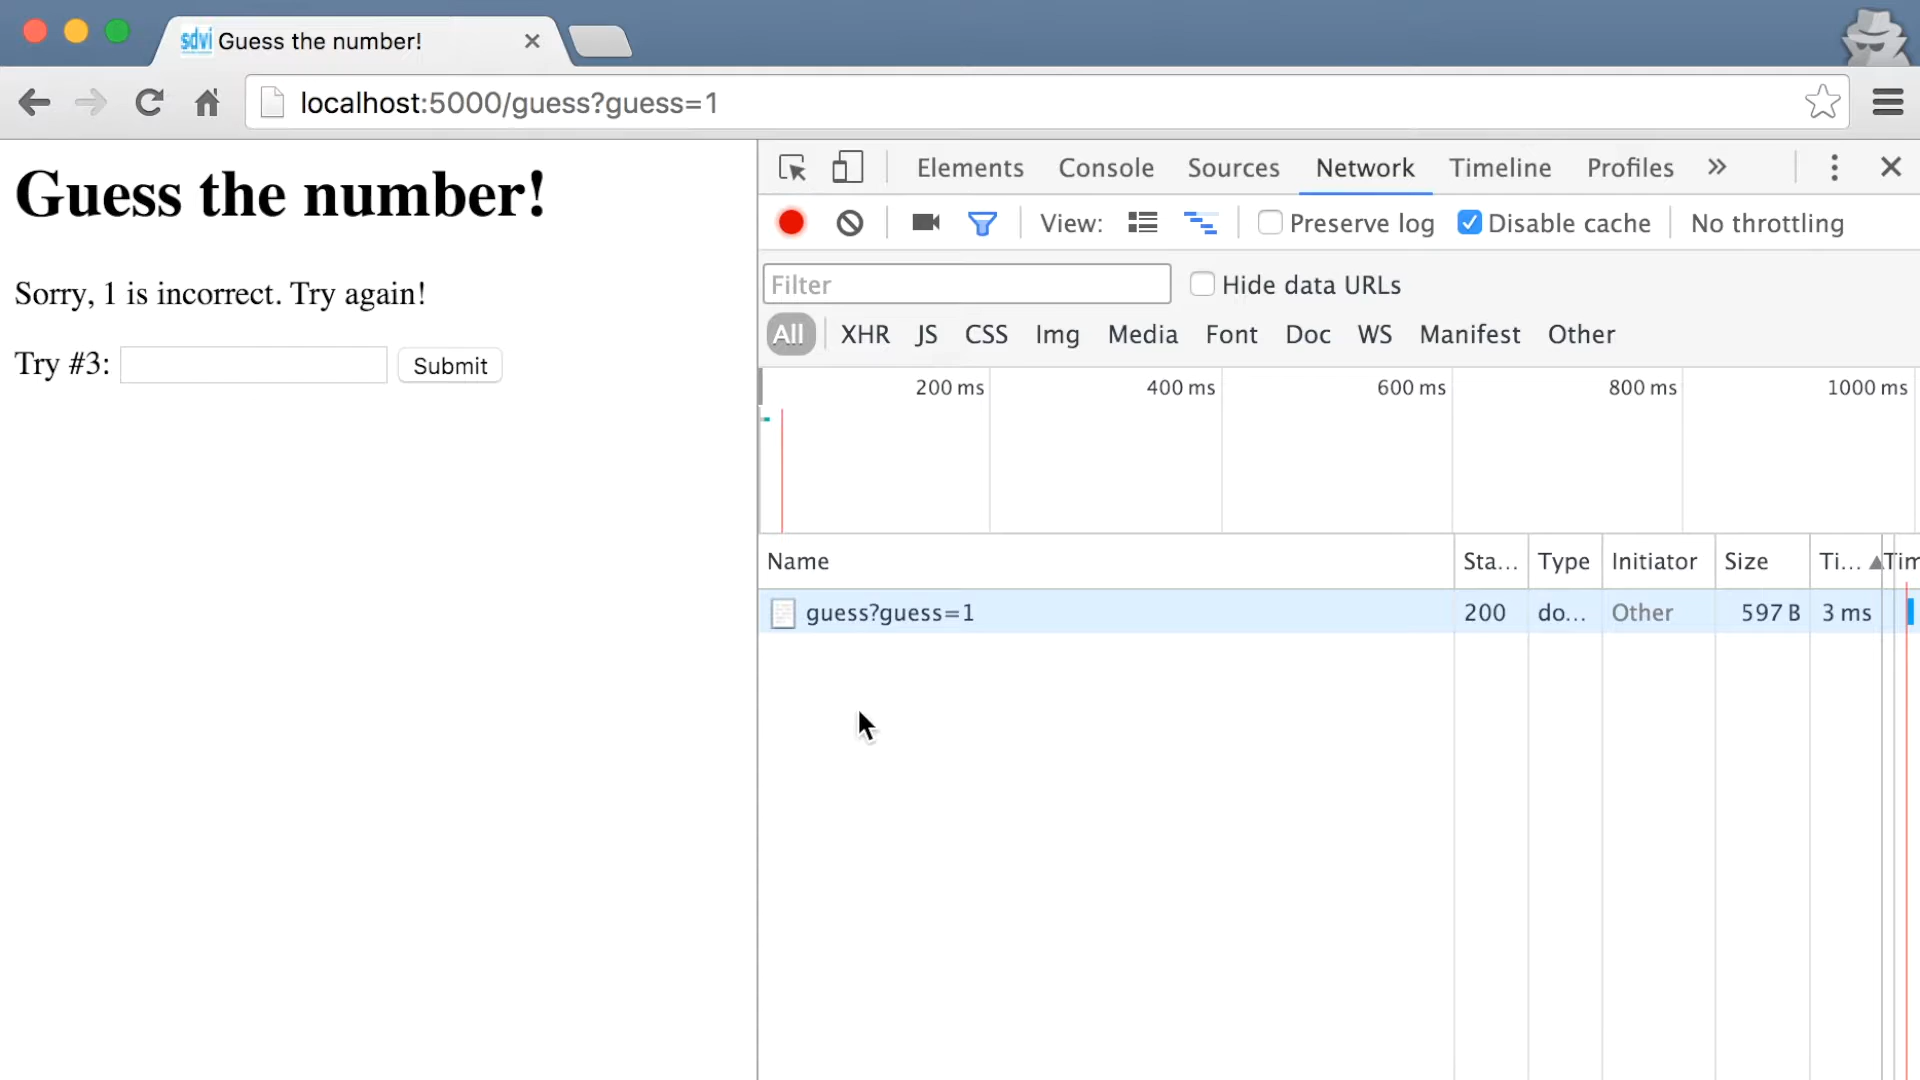 sdvi Guess the number!
localhost:5000/guess?guess=1
Guess the number!
Sorry, 1 is incorrect. Try again!
Try #3: Submit
Elements Console Sources Network Timeline Profiles »
View: Preserve log Disable cache No throttling
Filter Hide data URLs
All XHR JS CSS Img Media Font Doc WS Manifest Other
200 ms 400 ms 600 ms 800 ms 1000 ms
Name Sta... Type Initiator Size Ti... Tim
guess?guess=1 200 do... Other 597 B 3 ms